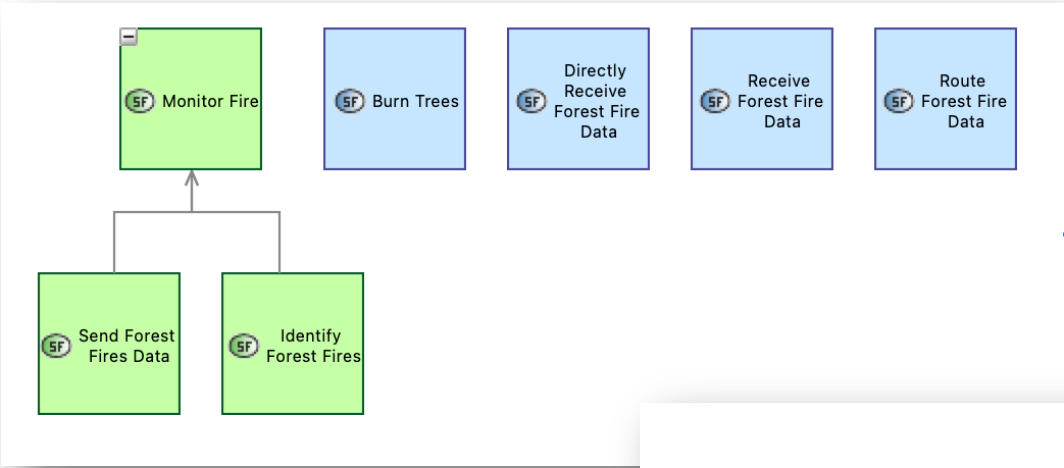 SF Monitor Fire
SF Burn Trees
SF Directly
Receive
Forest Fire
Data
SF Receive
Forest Fire
Data
SF Route
Forest Fire
Data
SF Send Forest
Fires Data
SF Identify
Forest Fires